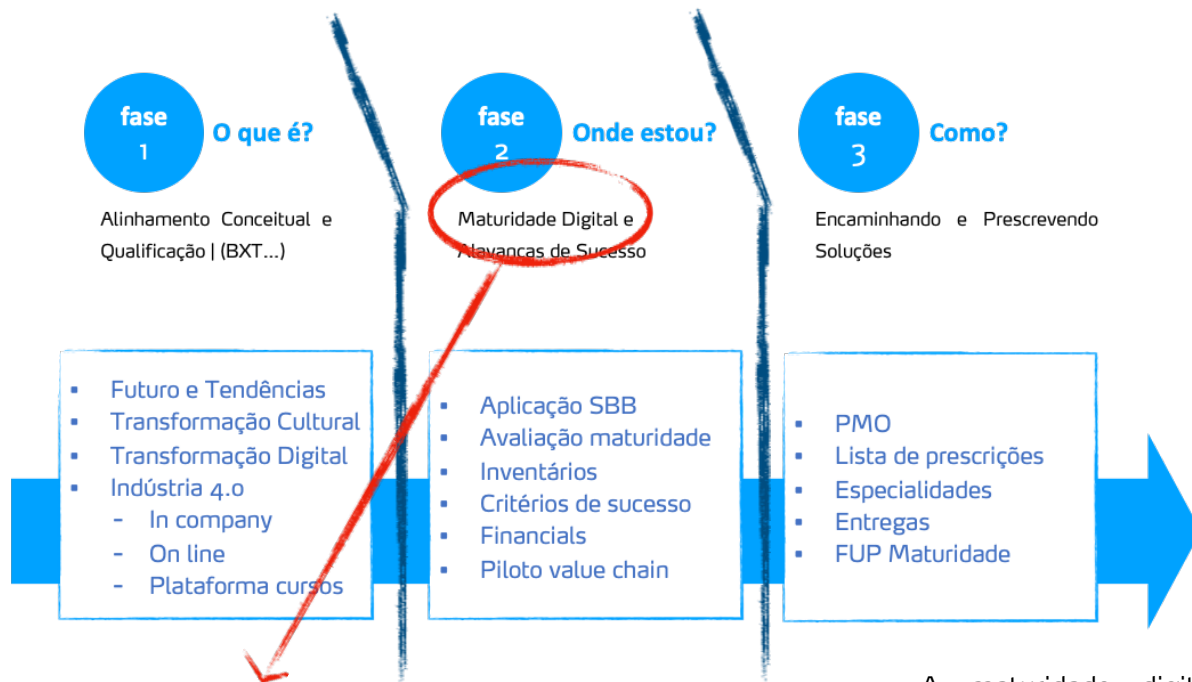 fase
1
O que é?
Alinhamento Conceitual e
Qualificação | (BXT...)
▪ Futuro e Tendências
▪ Transformação Cultural
▪ Transformação Digital
▪ Indústria 4.0
- In company
- On line
- Plataforma cursos
fase
2
Onde estou?
Maturidade Digital e
Alavancas de Sucesso
▪ Aplicação SBB
▪ Avaliação maturidade
▪ Inventários
▪ Critérios de sucesso
▪ Financials
▪ Piloto value chain
fase
3
Como?
Encaminhando e Prescrevendo
Soluções
▪ PMO
▪ Lista de prescrições
▪ Especialidades
▪ Entregas
▪ FUP Maturidade